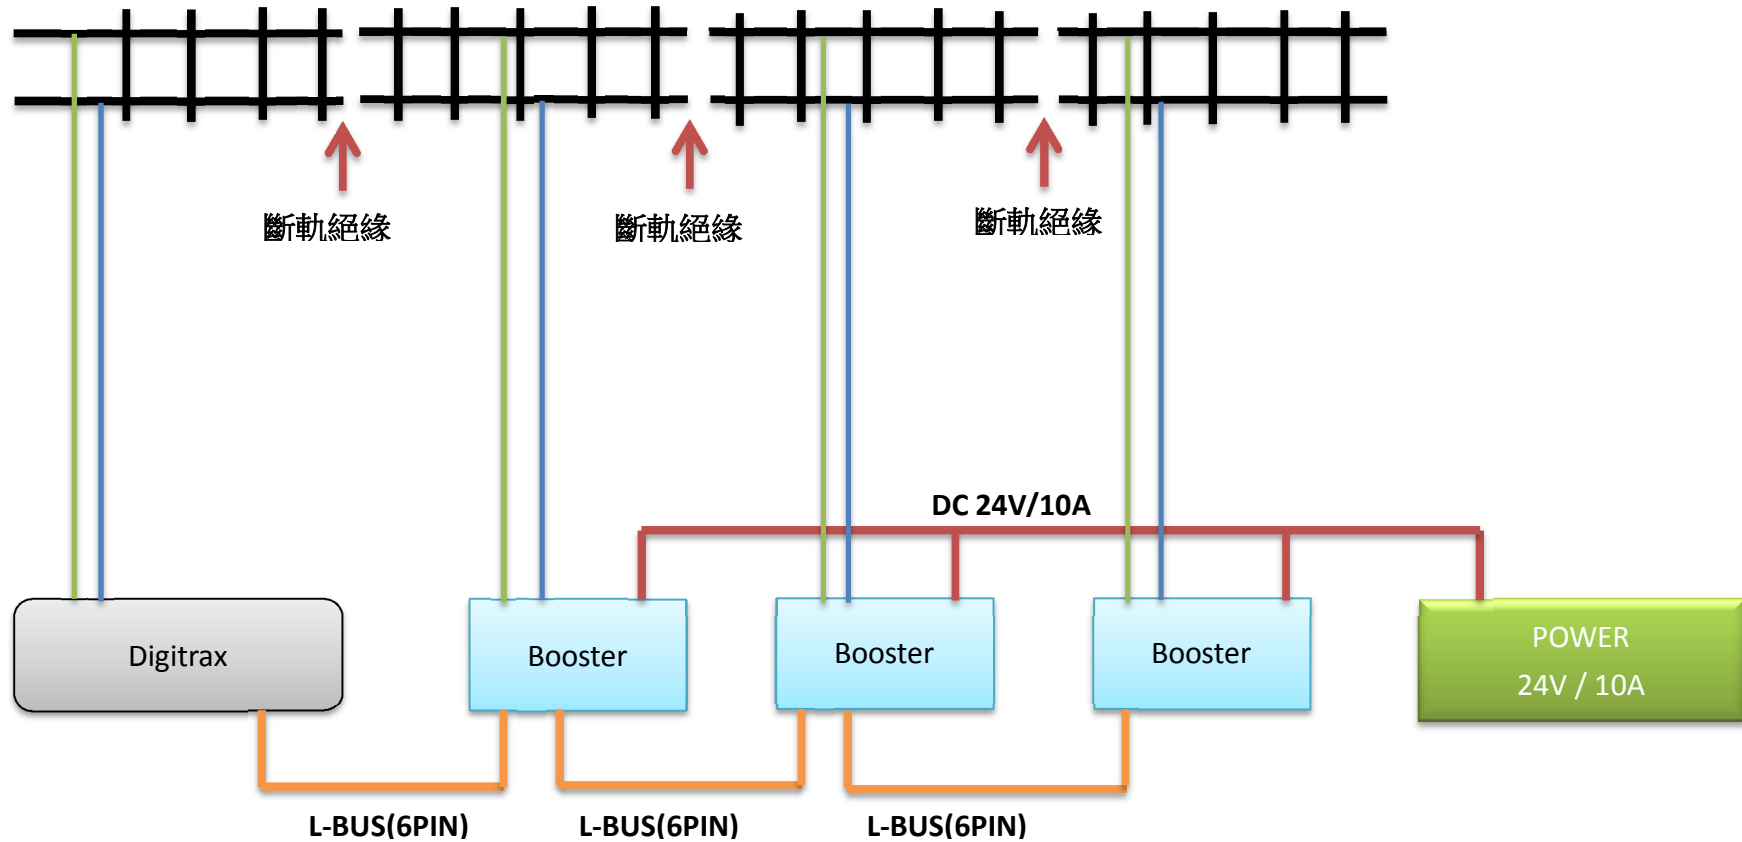 斷軌絕緣
斷軌絕緣
斷軌絕緣
DC 24V/10A
Digitrax
Booster
Booster
Booster
POWER
24V / 10A
L-BUS(6PIN)
L-BUS(6PIN)
L-BUS(6PIN)